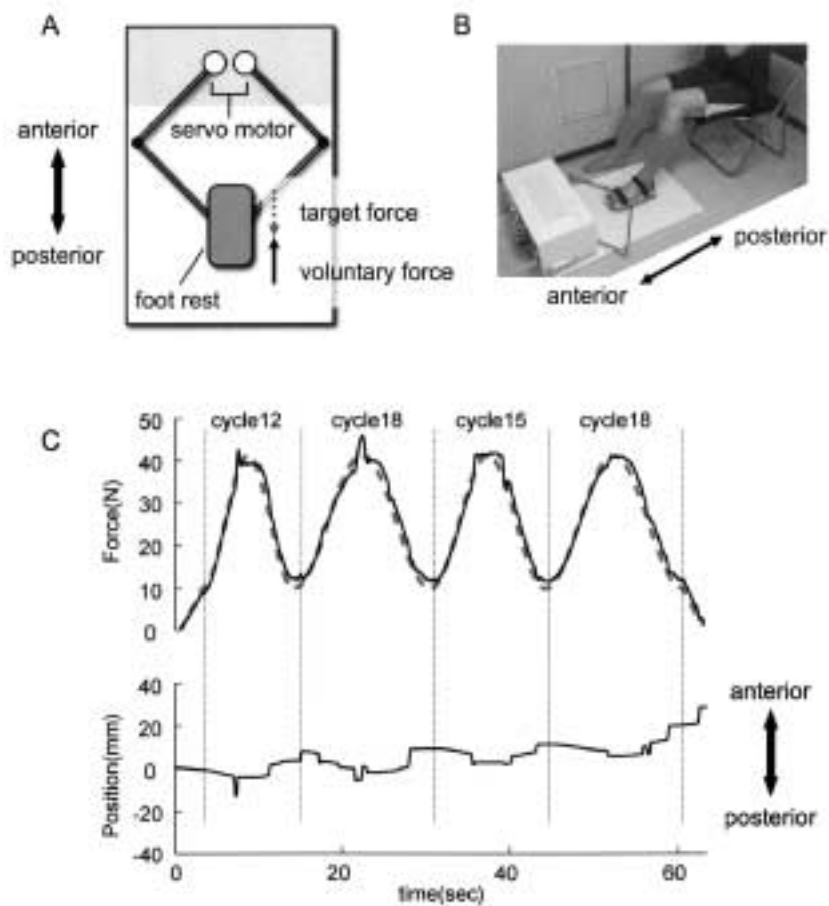 A
anterior
posterior
servo motor
target force
voluntary force
foot rest
B
posterior
anterior
C
cycle12 cycle18 cycle15 cycle18
Force(N)
50
40
30
20
10
0
Position(mm)
40
20
0
-20
-40
0 20 40 60
time(sec)
anterior
posterior